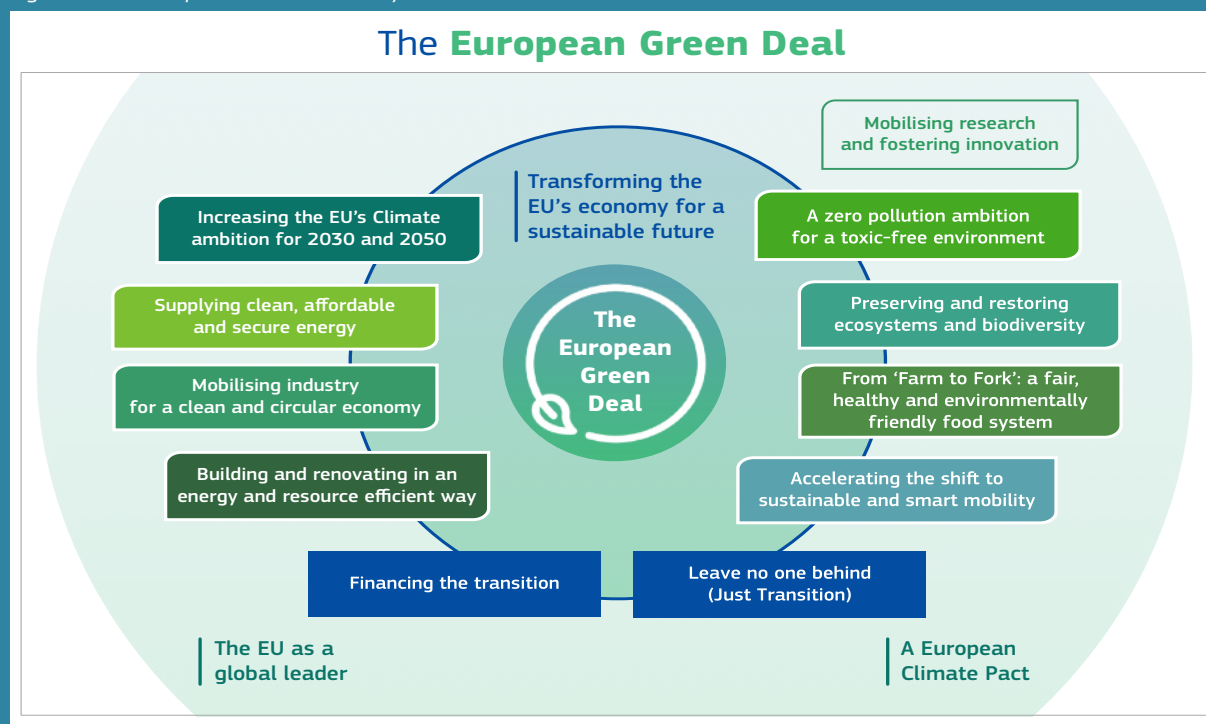 The European Green Deal
Mobilising research
and fostering innovation
Transforming the
EU's economy for a
sustainable future
Increasing the EU's Climate
ambition for 2030 and 2050
A zero pollution ambition
for a toxic-free environment
Supplying clean, affordable
and secure energy
Preserving and restoring
ecosystems and biodiversity
The
European
Green
Deal
Mobilising industry
for a clean and circular economy
From ‘Farm to Fork’: a fair,
healthy and environmentally
friendly food system
Building and renovating in an
energy and resource efficient way
Accelerating the shift to
sustainable and smart mobility
Financing the transition
Leave no one behind
(Just Transition)
The EU as a
global leader
A European
Climate Pact